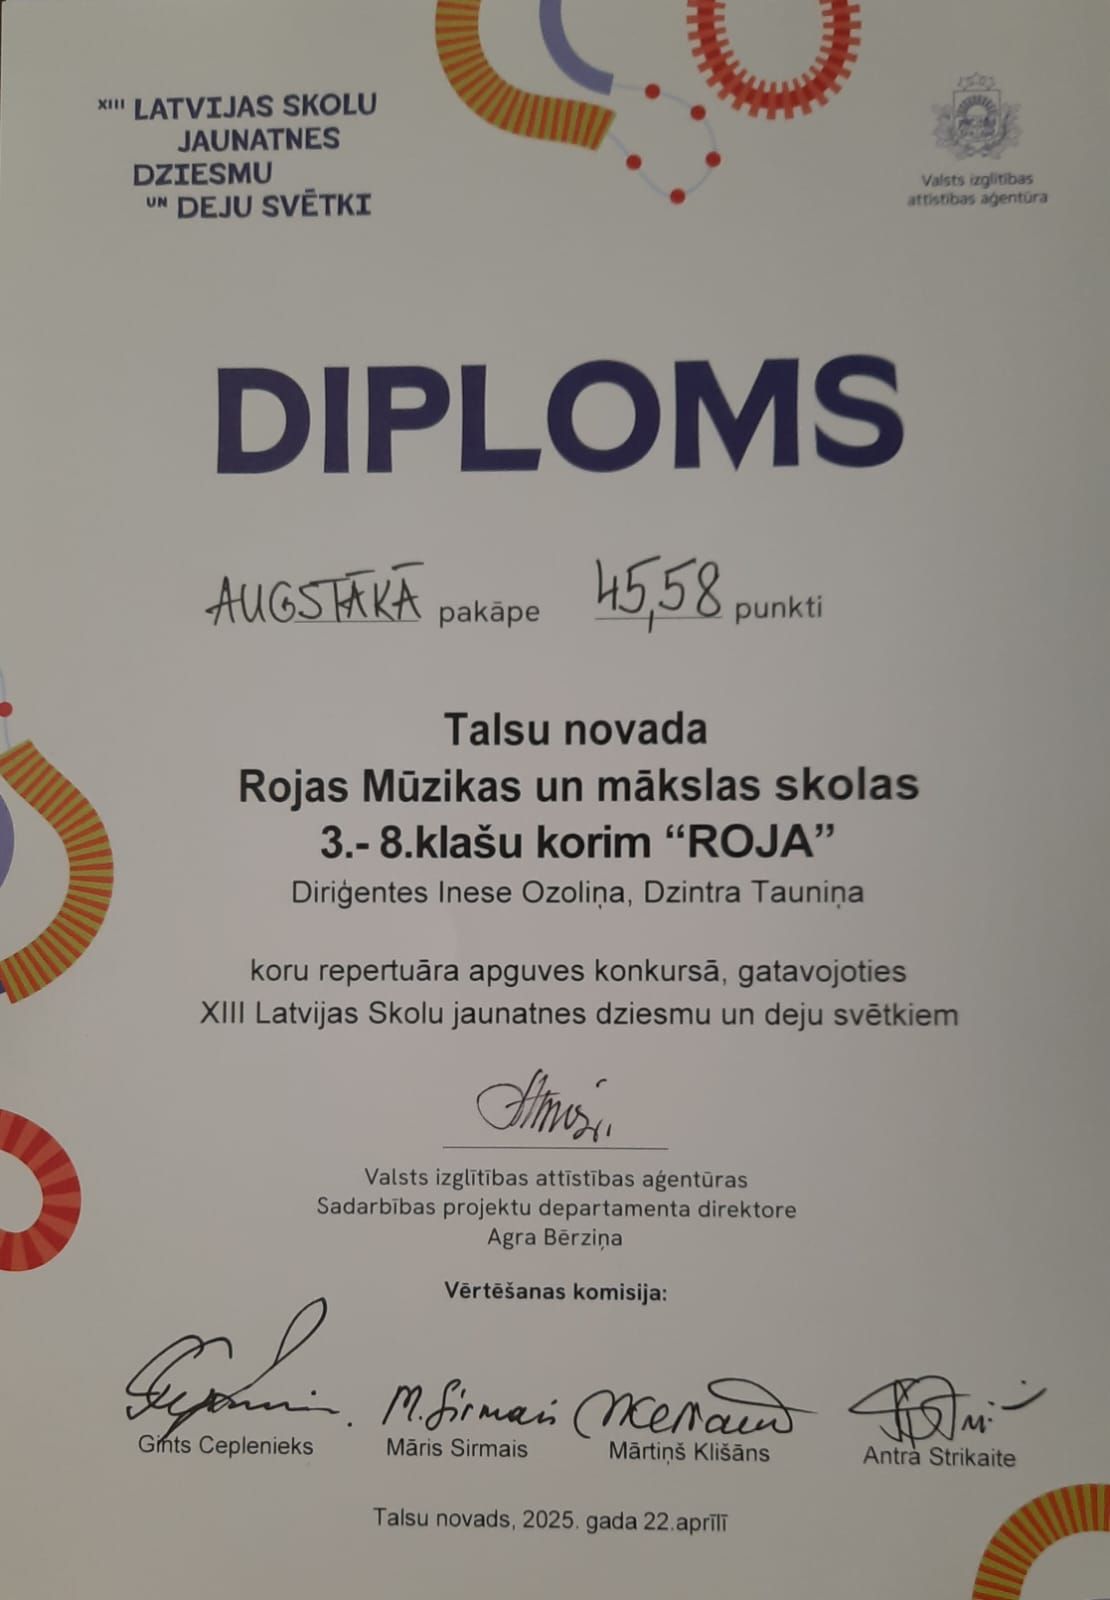 XIII LATVIJAS SKOLU
JAUNATNES
DZIESMU
UN DEJU SVĒTKI
Valsts izglītības
attīstības aģentūra
DIPLOMS
AUGSTĀKĀ pakāpe 45,58 punkti
Talsu novada
Rojas Mūzikas un mākslas skolas
3.- 8.klašu korim “ROJA”
Diriģentes Inese Ozoliņa, Dzintra Tauniņa
koru repertuāra apguves konkursā, gatavojoties
XIII Latvijas Skolu jaunatnes dziesmu un deju svētkiem
Valsts izglītības attīstības aģentūras
Sadarbības projektu departamenta direktore
Agra Bērziņa
Vērtēšanas komisija:
M. Sirmais
Gints Ceplenieks Māris Sirmais Mārtiņš Klišāns Antra Strikaite
Talsu novads, 2025. gada 22.aprīlī